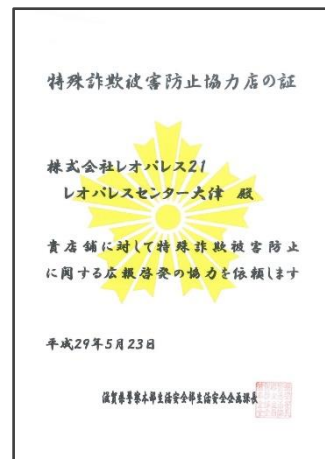 特殊詐欺被害防止協力店の証
株式会社レオパレス21
レオパレスセンター大津 殿
貴店舗に対して特殊詐欺被害防止
に関する広報啓発の協力を依頼します
平成29年5月23日
滋賀県警察本部生活安全部生活安全企画課長